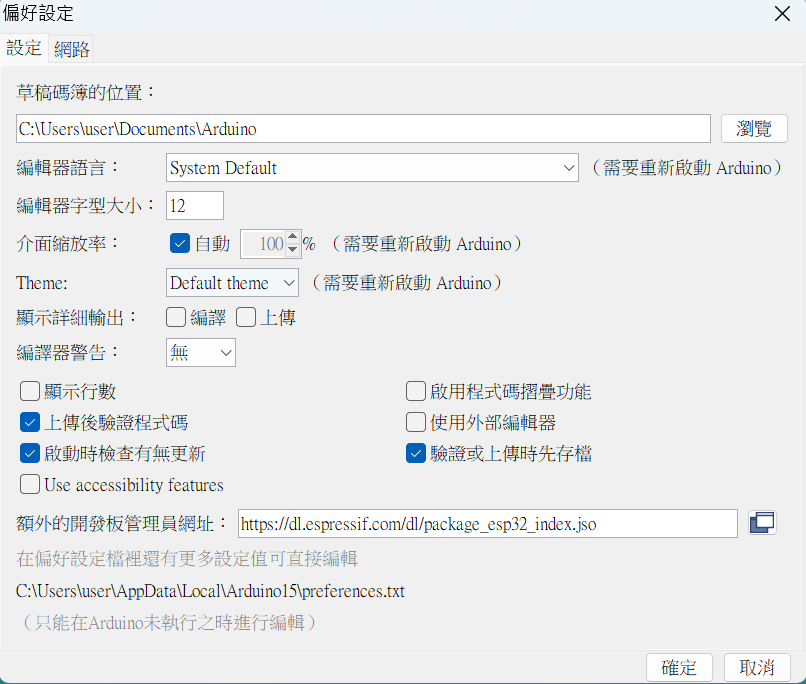 偏好設定
設定 網路
草稿碼簿的位置：
C:\Users\user\Documents\Arduino 瀏覽
編輯器語言： System Default （需要重新啟動 Arduino）
編輯器字型大小： 12
介面縮放率： 自動 100 % （需要重新啟動 Arduino）
Theme: Default theme （需要重新啟動 Arduino）
顯示詳細輸出： 編譯 上傳
編譯器警告： 無
顯示行數 啟用程式碼摺疊功能
上傳後驗證程式碼 使用外部編輯器
啟動時檢查有無更新 驗證或上傳時先存檔
Use accessibility features
額外的開發板管理員網址： https://dl.espressif.com/dl/package_esp32_index.jso
在偏好設定檔裡還有更多設定值可直接編輯
C:\Users\user\AppData\Local\Arduino15\preferences.txt
（只能在Arduino未執行之時進行編輯）
確定 取消